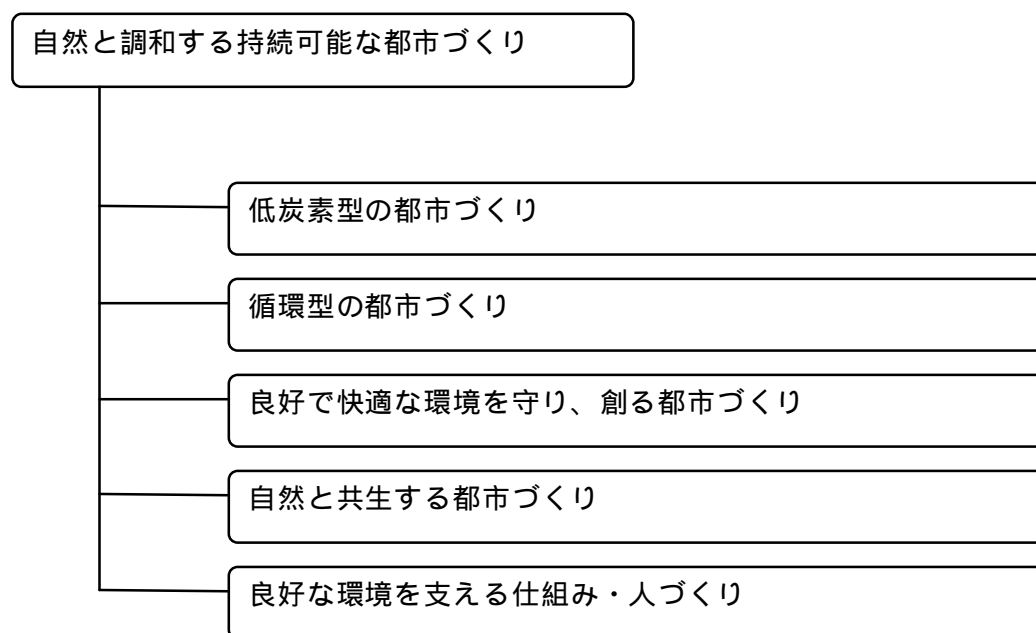 自然と調和する持続可能な都市づくり
低炭素型の都市づくり
循環型の都市づくり
良好で快適な環境を守り、創る都市づくり
自然と共生する都市づくり
良好な環境を支える仕組み・人づくり